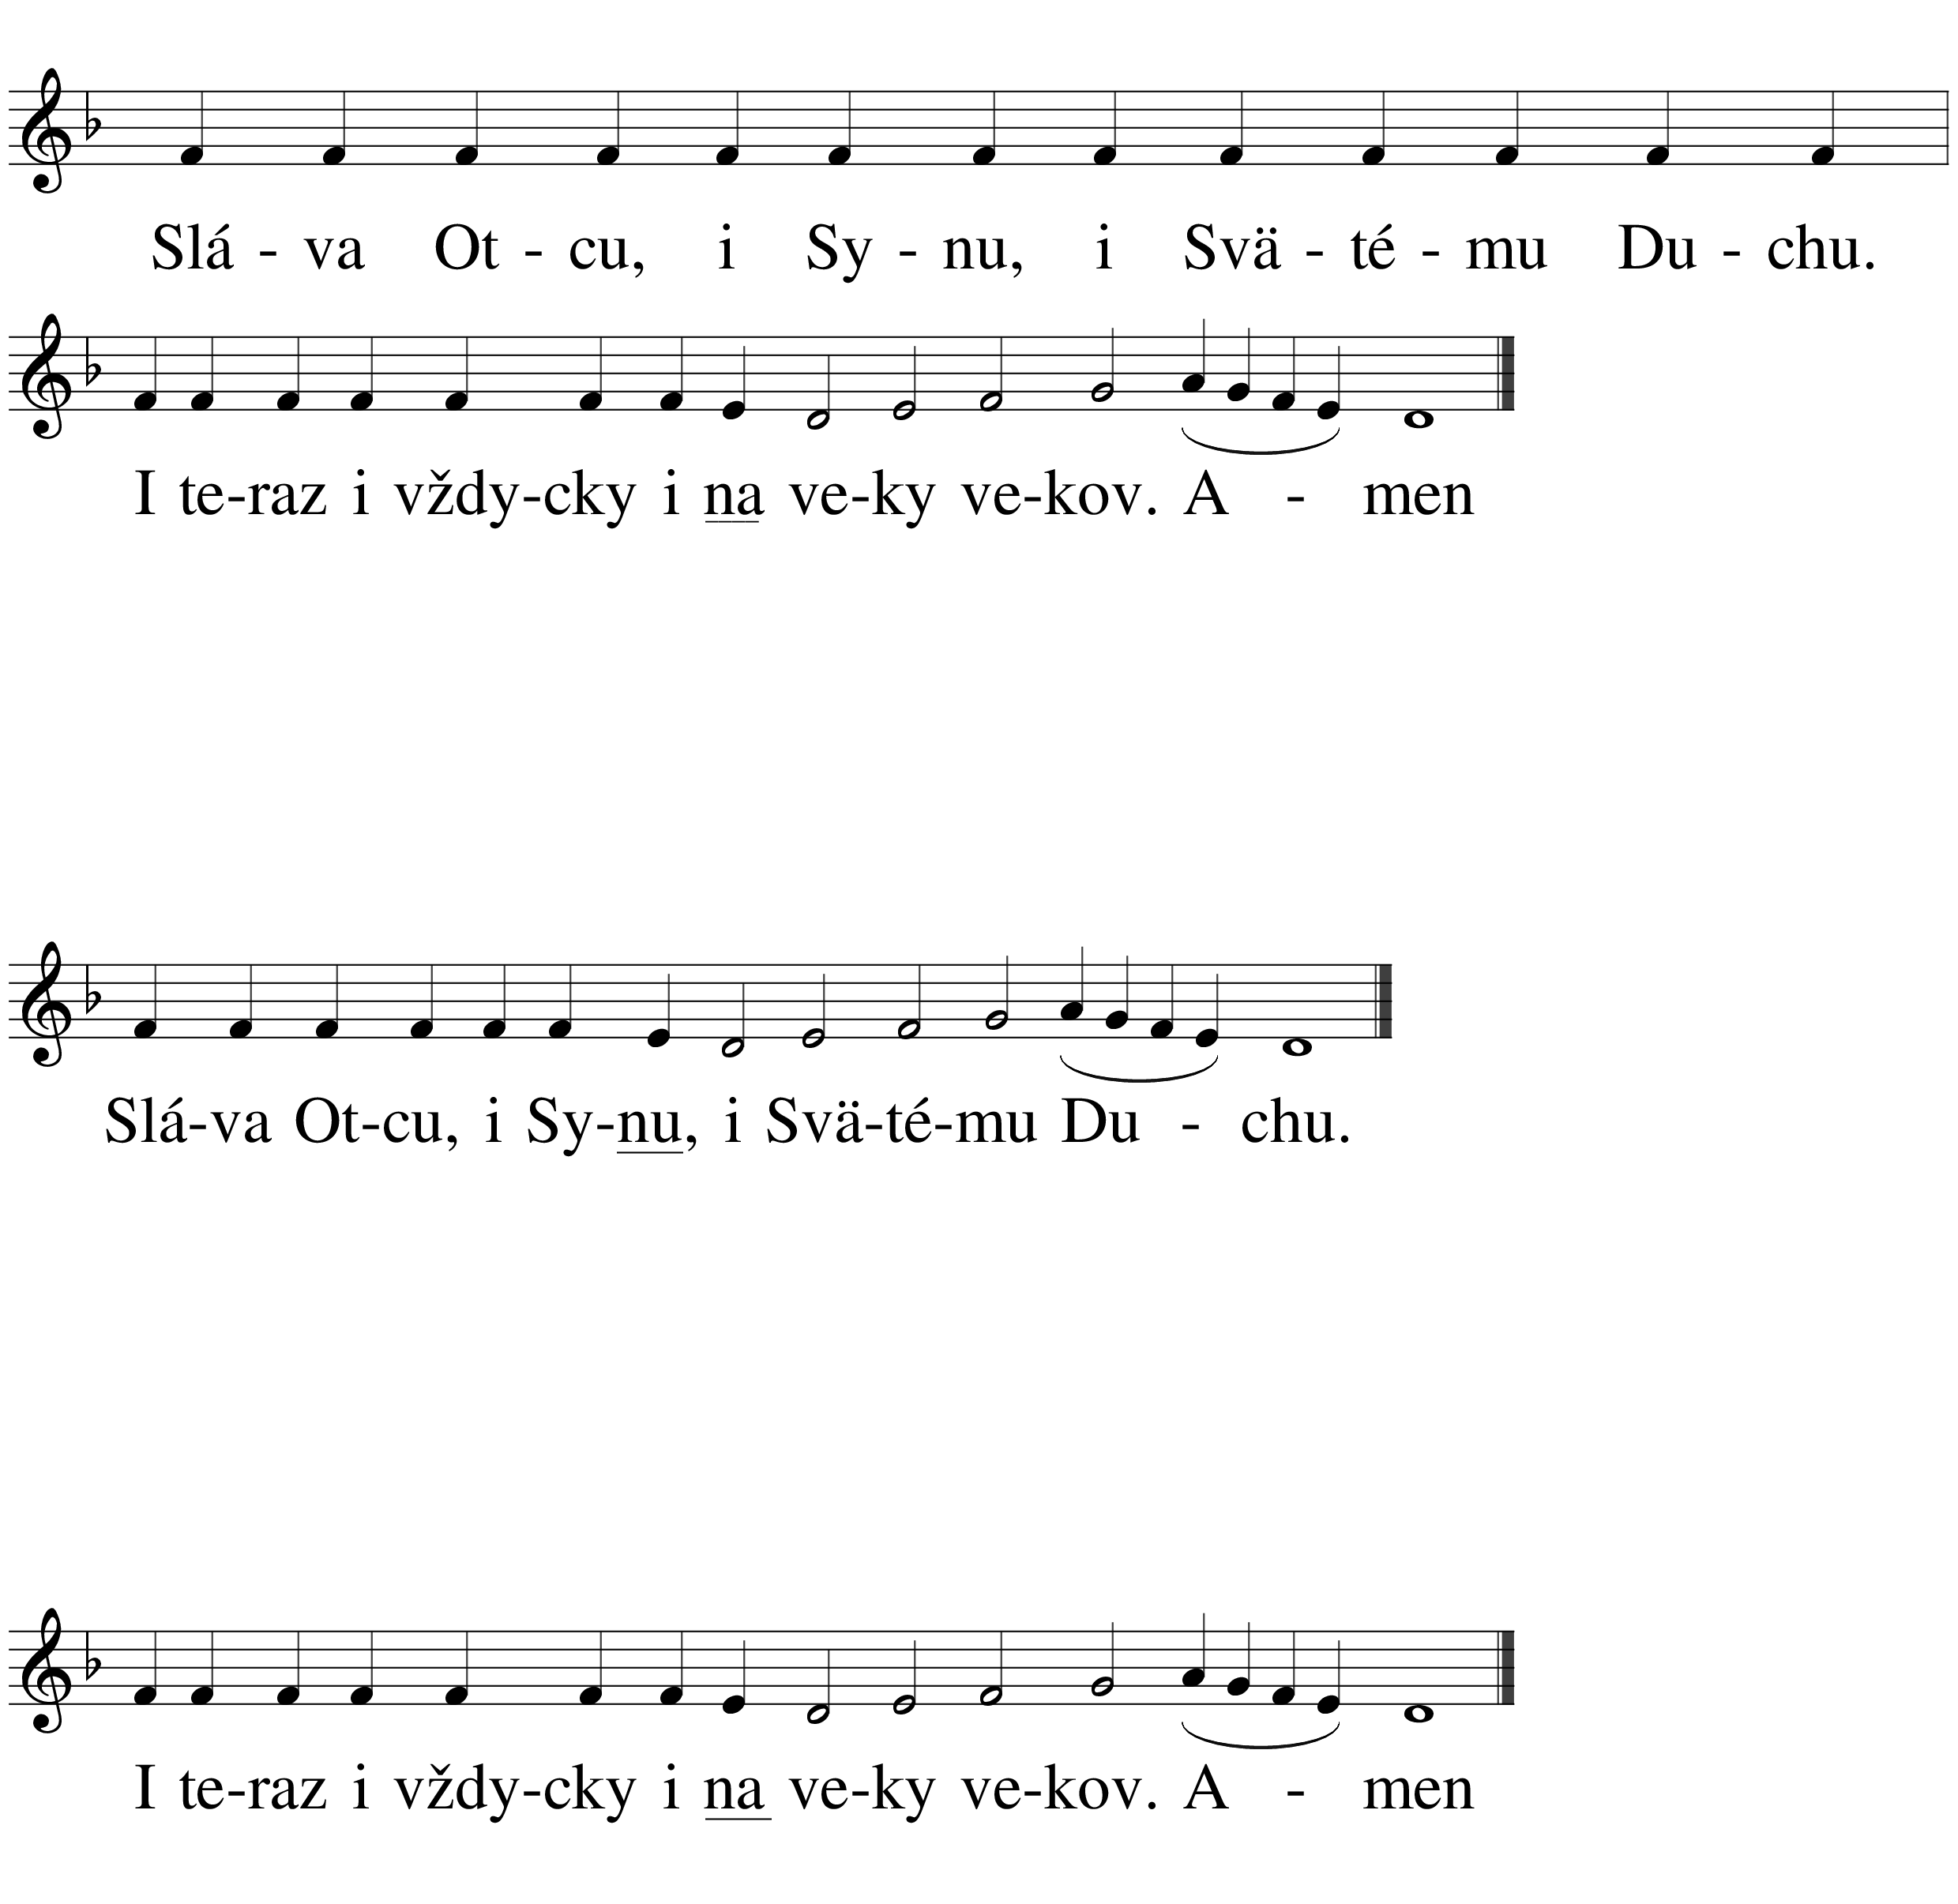 Slá - va Ot - cu, i Sy - nu, i Svä - té - mu Du - chu.
I te-raz i vždy-cky i na ve-ky ve-kov. A - men
Slá-va Ot-cu, i Sy-nu, i Svä-té-mu Du - chu.
I te-raz i vždy-cky i na ve-ky ve-kov. A - men